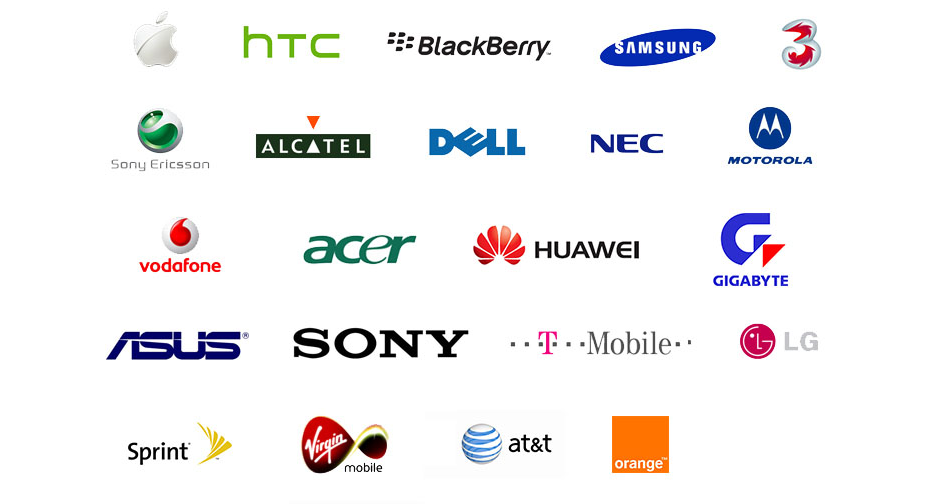 hTC
BlackBerry
SAMSUNG
3
Sony Ericsson
ALCATEL
DELL
NEC
MOTOROLA
vodafone
acer
HUAWEI
GIGABYTE
ASUS®
SONY
T Mobile
LG
Sprint
Virgin
mobile
at&t
orange™